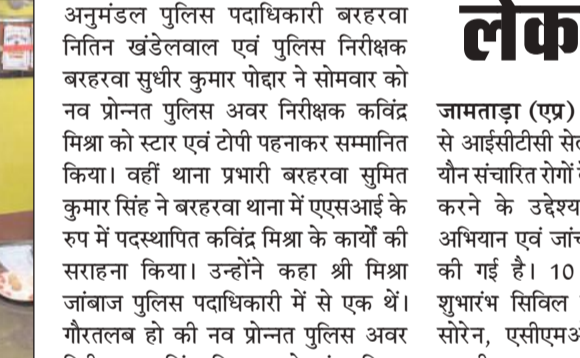 अनुमंडल पुलिस पदाधिकारी बरहरवा
नितिन खंडेलवाल एवं पुलिस निरीक्षक
बरहरवा सुधीर कुमार पोद्दार ने सोमवार को
नव प्रोन्नत पुलिस अवर निरीक्षक कविंद्र
मिश्रा को स्टार एवं टोपी पहनाकर सम्मानित
किया। वहीं थाना प्रभारी बरहरवा सुमित
कुमार सिंह ने बरहरवा थाना में एएसआई के
रुप में पदस्थापित कविंद्र मिश्रा के कार्यों की
सराहना किया। उन्होंने कहा श्री मिश्रा
जांबाज पुलिस पदाधिकारी में से एक थें।
गौरतलब हो की नव प्रोन्नत पुलिस अवर
लेक
जामताड़ा (एप्र)
से आईसीटीसी
यौन संचारित रोगों
करने के उद्देश्य
अभियान एवं
की गई है। 10
शुभारंभ सिविल
सोरेन,